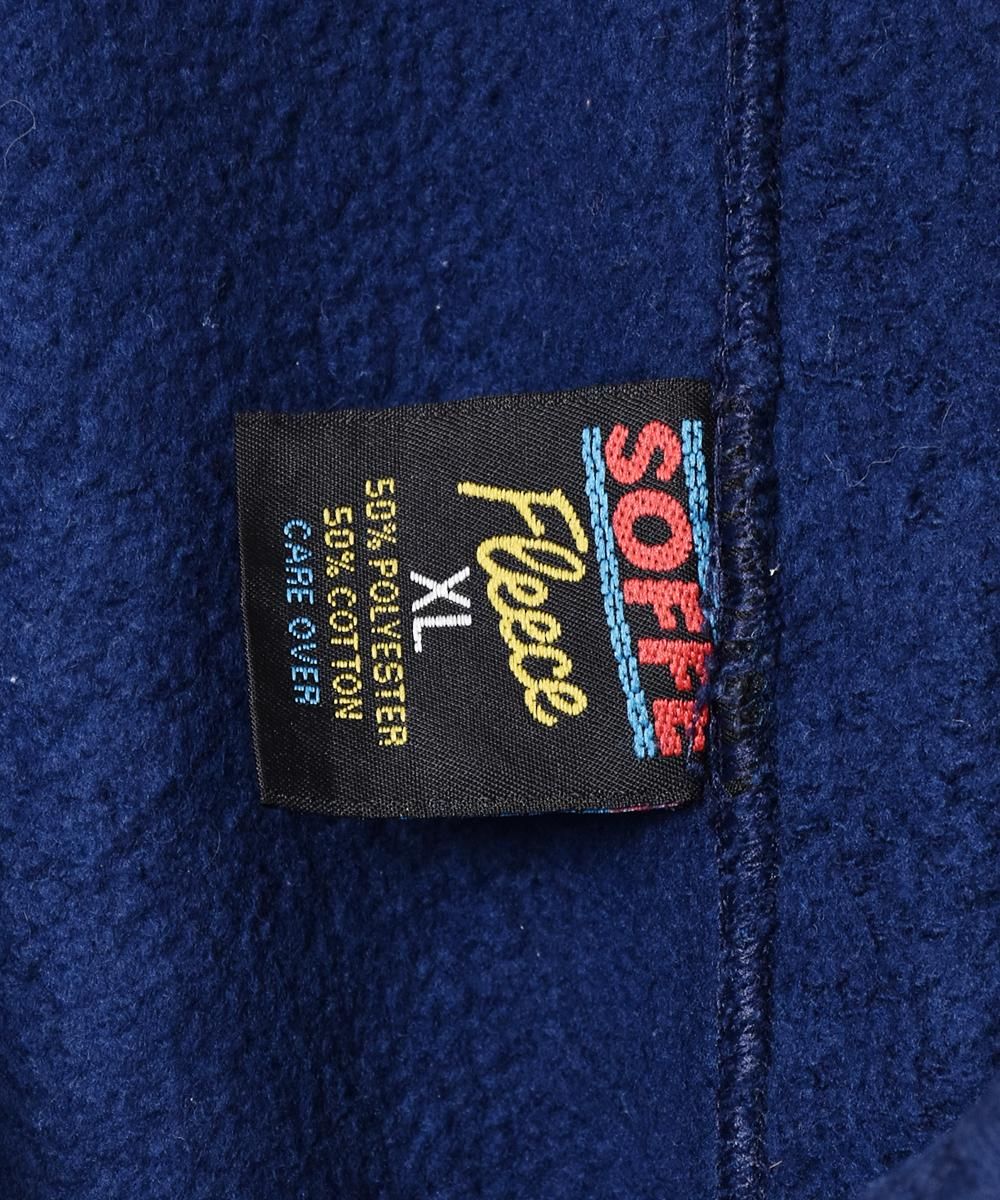 SOFFE
Fleece
XL
50% POLYESTER
50% COTTON
CARE OVER